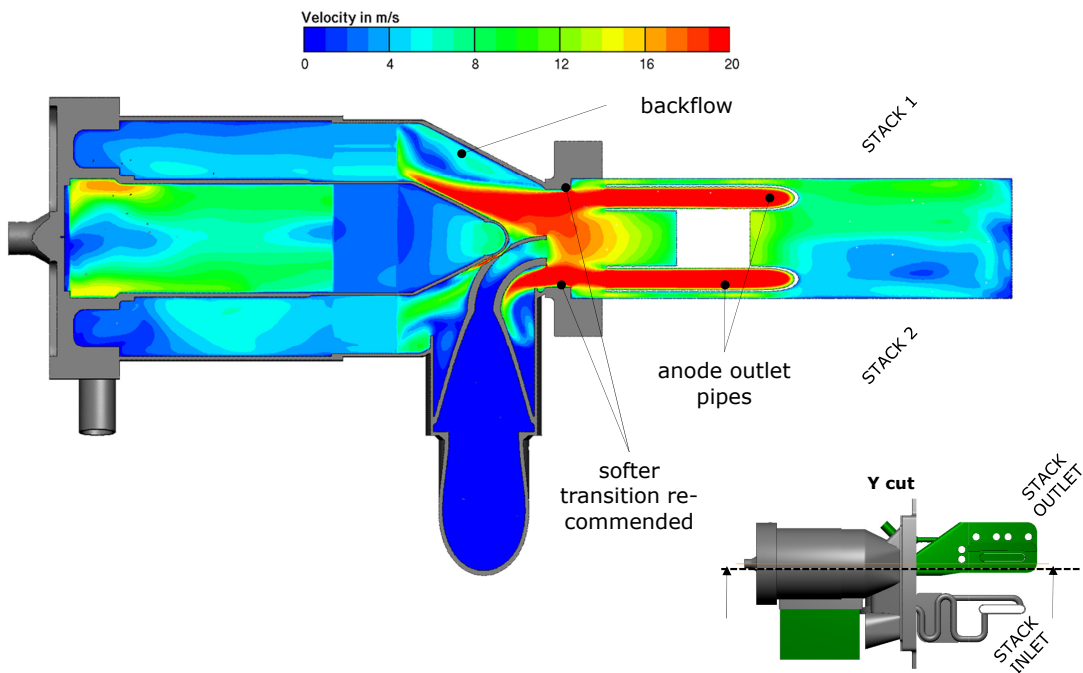 Velocity in m/s
0 4 8 12 16 20
backflow
STACK 1
STACK 2
anode outlet
pipes
softer
transition re-
commended
Y cut
STACK
OUTLET
STACK
INLET